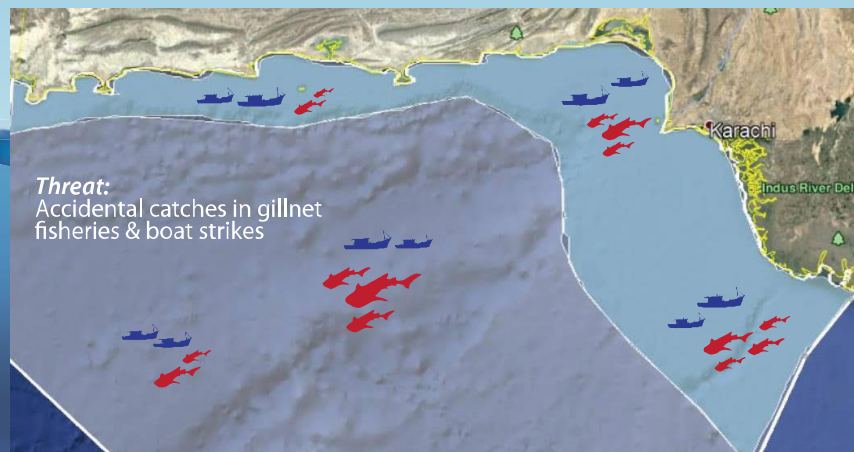 Karachi
Threat:
Accidental catches in gillnet
fisheries & boat strikes
Indus River Del